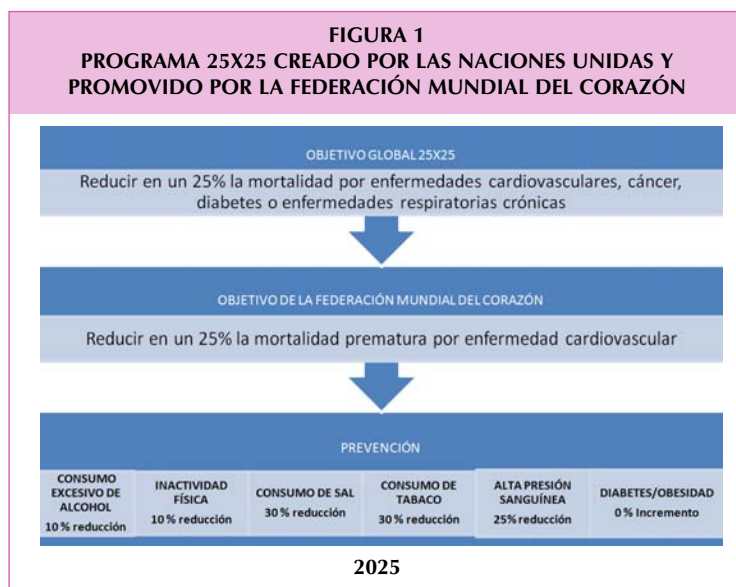 FIGURA 1
PROGRAMA 25X25 CREADO POR LAS NACIONES UNIDAS Y
PROMOVIDO POR LA FEDERACIÓN MUNDIAL DEL CORAZÓN
OBJETIVO GLOBAL 25X25
Reducir en un 25% la mortalidad por enfermedades cardiovasculares, cáncer,
diabetes o enfermedades respiratorias crónicas
OBJETIVO DE LA FEDERACIÓN MUNDIAL DEL CORAZÓN
Reducir en un 25% la mortalidad prematura por enfermedad cardiovascular
PREVENCIÓN
CONSUMO
EXCESIVO DE
ALCOHOL
10% reducción
INACTIVIDAD
FÍSICA
10% reducción
CONSUMO DE SAL
30% reducción
CONSUMO DE
TABACO
30% reducción
ALTA PRESIÓN
SANGUÍNEA
25% reducción
DIABETES/OBESIDAD
0% Incremento
2025